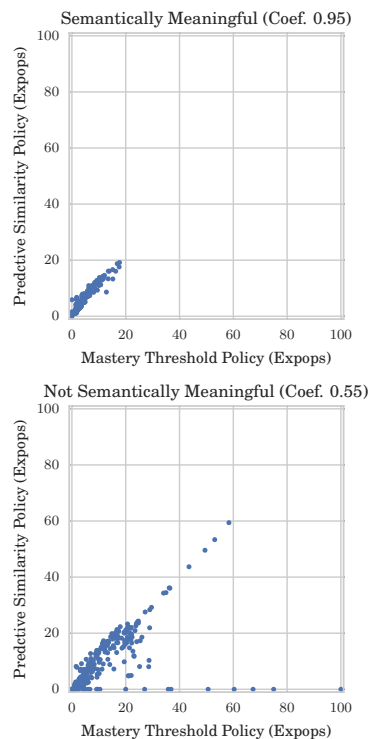 Semantically Meaningful (Coef. 0.95)
100
80
60
40
20
0
Predctive Similarity Policy (Expops)
0 20 40 60 80 100
Mastery Threshold Policy (Expops)
Not Semantically Meaningful (Coef. 0.55)
100
80
60
40
20
0
Predctive Similarity Policy (Expops)
0 20 40 60 80 100
Mastery Threshold Policy (Expops)